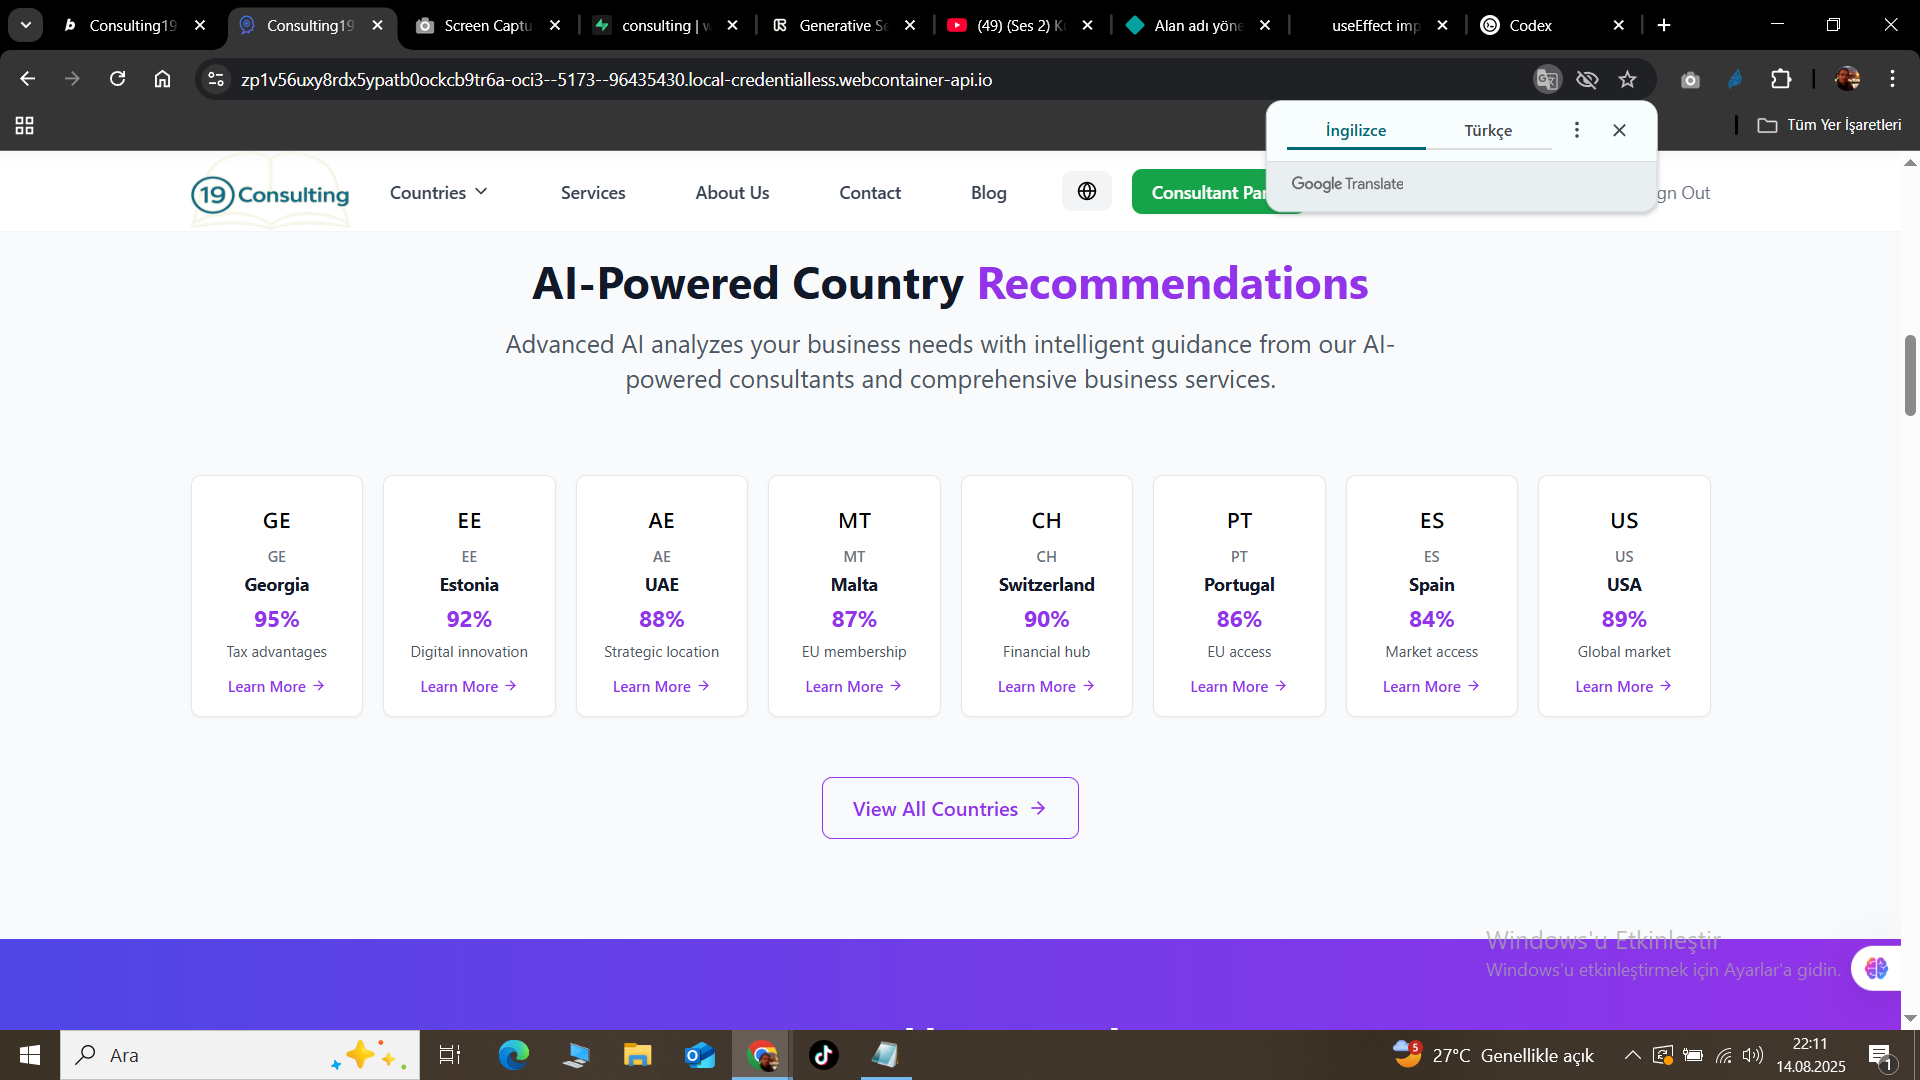 Consulting19
Consulting19
Screen Captu
consulting | w
Generative Se
(49) (Ses 2) K
Alan adı yöne
useEffect imp
Codex
zp1v56uxy8rdx5ypatb0ockcb9tr6a-oci3--5173--96435430.local-credentialless.webcontainer-api.io
Tüm Yer İşaretleri
İngilizce
Türkçe
Google Translate
19 Consulting
Countries
Services
About Us
Contact
Blog
Consultant Pan
gn Out
AI-Powered Country Recommendations
Advanced AI analyzes your business needs with intelligent guidance from our AI-
powered consultants and comprehensive business services.
GE
GE
Georgia
95%
Tax advantages
Learn More
EE
EE
Estonia
92%
Digital innovation
Learn More
AE
AE
UAE
88%
Strategic location
Learn More
MT
MT
Malta
87%
EU membership
Learn More
CH
CH
Switzerland
90%
Financial hub
Learn More
PT
PT
Portugal
86%
EU access
Learn More
ES
ES
Spain
84%
Market access
Learn More
US
US
USA
89%
Global market
Learn More
View All Countries
Windows'u Etkinleştir
Windows'u etkinleştirmek için Ayarlar'a gidin.
Ara
5
27°C Genellikle açık
22:11
14.08.2025
1